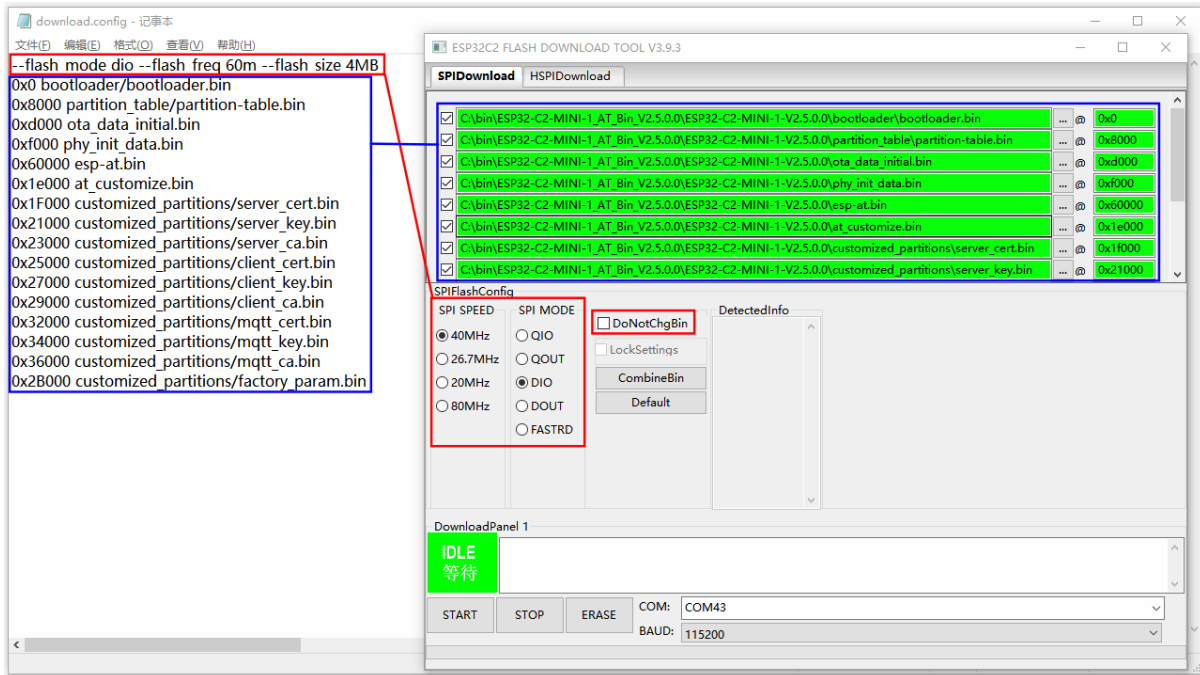 download.config - 记事本
文件(F) 编辑(E) 格式(O) 查看(V) 帮助(H)
--flash_mode dio --flash_freq 60m --flash_size 4MB
0x0 bootloader/bootloader.bin
0x8000 partition_table/partition-table.bin
0xd000 ota_data_initial.bin
0xf000 phy_init_data.bin
0x60000 esp-at.bin
0x1e000 at_customize.bin
0x1F000 customized_partitions/server_cert.bin
0x21000 customized_partitions/server_key.bin
0x23000 customized_partitions/server_ca.bin
0x25000 customized_partitions/client_cert.bin
0x27000 customized_partitions/client_key.bin
0x29000 customized_partitions/client_ca.bin
0x32000 customized_partitions/mqtt_cert.bin
0x34000 customized_partitions/mqtt_key.bin
0x36000 customized_partitions/mqtt_ca.bin
0x2B000 customized_partitions/factory_param.bin
ESP32C2 FLASH DOWNLOAD TOOL V3.9.3
SPIDownload HSPIDownload
C:\bin\ESP32-C2-MINI-1_AT_Bin_V2.5.0.0\ESP32-C2-MINI-1-V2.5.0.0\bootloader\bootloader.bin ... @ 0x0
C:\bin\ESP32-C2-MINI-1_AT_Bin_V2.5.0.0\ESP32-C2-MINI-1-V2.5.0.0\partition_table\partition-table.bin ... @ 0x8000
C:\bin\ESP32-C2-MINI-1_AT_Bin_V2.5.0.0\ESP32-C2-MINI-1-V2.5.0.0\ota_data_initial.bin ... @ 0xd000
C:\bin\ESP32-C2-MINI-1_AT_Bin_V2.5.0.0\ESP32-C2-MINI-1-V2.5.0.0\phy_init_data.bin ... @ 0xf000
C:\bin\ESP32-C2-MINI-1_AT_Bin_V2.5.0.0\ESP32-C2-MINI-1-V2.5.0.0\esp-at.bin ... @ 0x60000
C:\bin\ESP32-C2-MINI-1_AT_Bin_V2.5.0.0\ESP32-C2-MINI-1-V2.5.0.0\at_customize.bin ... @ 0x1e000
C:\bin\ESP32-C2-MINI-1_AT_Bin_V2.5.0.0\ESP32-C2-MINI-1-V2.5.0.0\customized_partitions\server_cert.bin ... @ 0x1f000
C:\bin\ESP32-C2-MINI-1_AT_Bin_V2.5.0.0\ESP32-C2-MINI-1-V2.5.0.0\customized_partitions\server_key.bin ... @ 0x21000
SPIFlashConfig
SPI SPEED
40MHz
26.7MHz
20MHz
80MHz
SPI MODE
QIO
QOUT
DIO
DOUT
FASTRD
DoNotChgBin
LockSettings
CombineBin
Default
DetectedInfo
DownloadPanel 1
IDLE
等待
START STOP ERASE
COM: COM43
BAUD: 115200